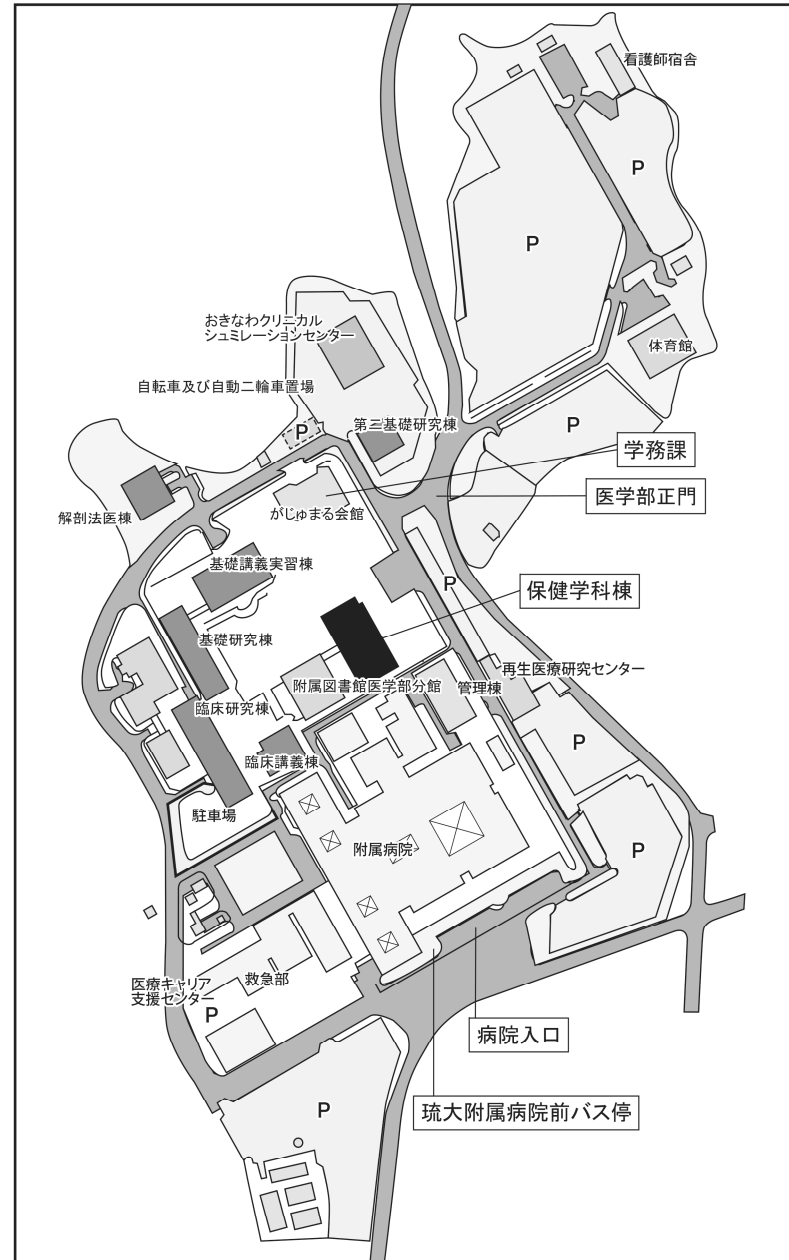 看護師宿舎
P
P
おきなわクリニカル
シュミレーションセンター
体育館
自転車及び自動二輪車置場
P
第二基礎研究棟
P
学務課
医学部正門
解剖法医棟
がじゅまる会館
基礎講義実習棟
P
保健学科棟
基礎研究棟
再生医療研究センター
附属図書館医学部分館
管理棟
臨床研究棟
P
臨床講義棟
駐車場
附属病院
P
医療キャリア
支援センター
救急部
P
病院入口
P
琉大附属病院前バス停